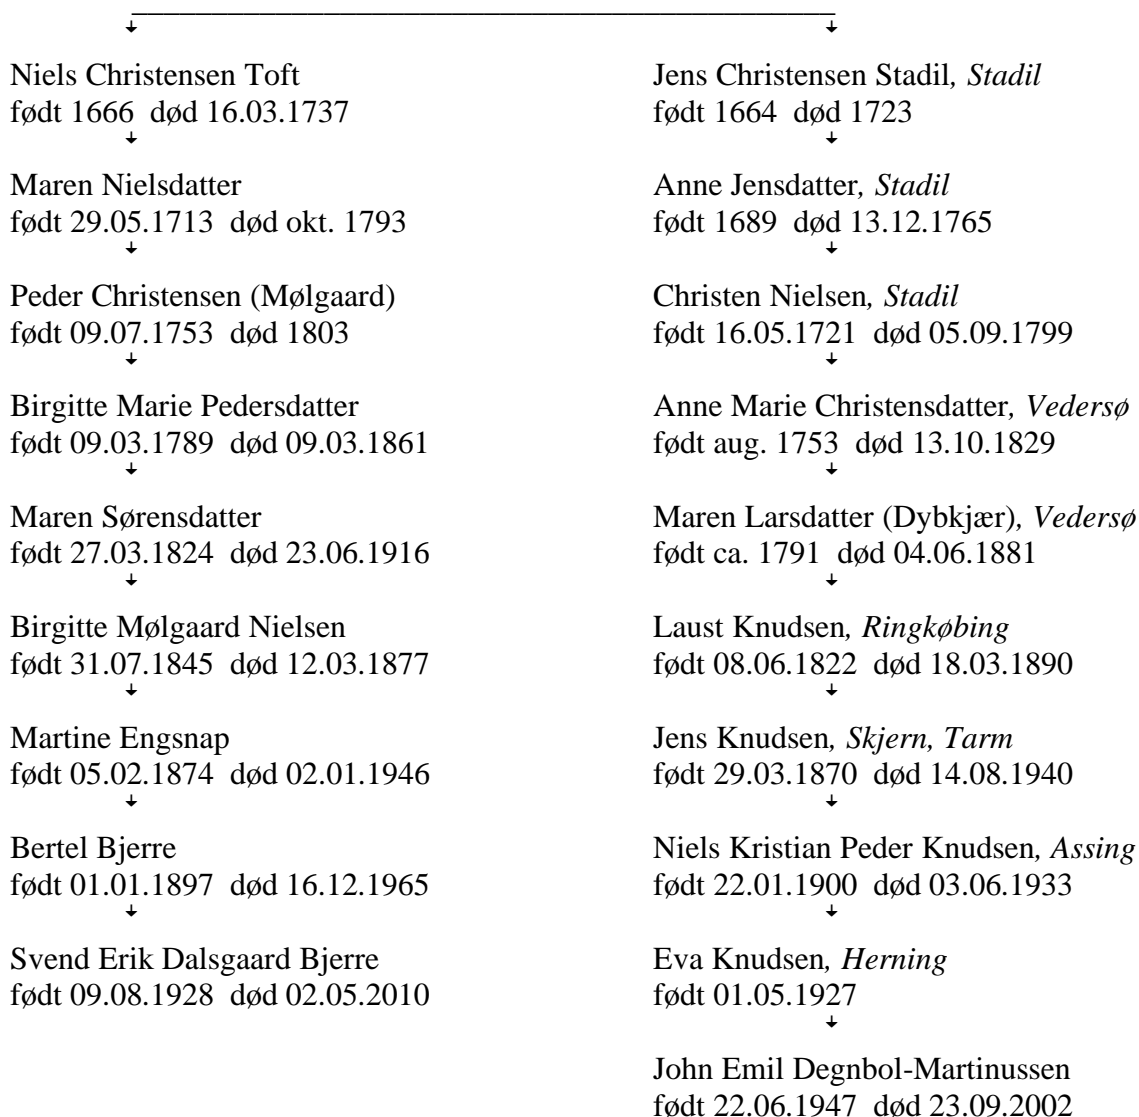 Niels Christensen Toft
født 1666 død 16.03.1737
Maren Nielsdatter
født 29.05.1713 død okt. 1793
Peder Christensen (Mølgaard)
født 09.07.1753 død 1803
Birgitte Marie Pedersdatter
født 09.03.1789 død 09.03.1861
Maren Sørensdatter
født 27.03.1824 død 23.06.1916
Birgitte Mølgaard Nielsen
født 31.07.1845 død 12.03.1877
Martine Engsnap
født 05.02.1874 død 02.01.1946
Bertel Bjerre
født 01.01.1897 død 16.12.1965
Svend Erik Dalsgaard Bjerre
født 09.08.1928 død 02.05.2010
Jens Christensen Stadil, Stadil
født 1664 død 1723
Anne Jensdatter, Stadil
født 1689 død 13.12.1765
Christen Nielsen, Stadil
født 16.05.1721 død 05.09.1799
Anne Marie Christensdatter, Vedersø
født aug. 1753 død 13.10.1829
Maren Larsdatter (Dybkjær), Vedersø
født ca. 1791 død 04.06.1881
Laust Knudsen, Ringkøbing
født 08.06.1822 død 18.03.1890
Jens Knudsen, Skjern, Tarm
født 29.03.1870 død 14.08.1940
Niels Kristian Peder Knudsen, Assing
født 22.01.1900 død 03.06.1933
Eva Knudsen, Herning
født 01.05.1927
John Emil Degnbol-Martinussen
født 22.06.1947 død 23.09.2002